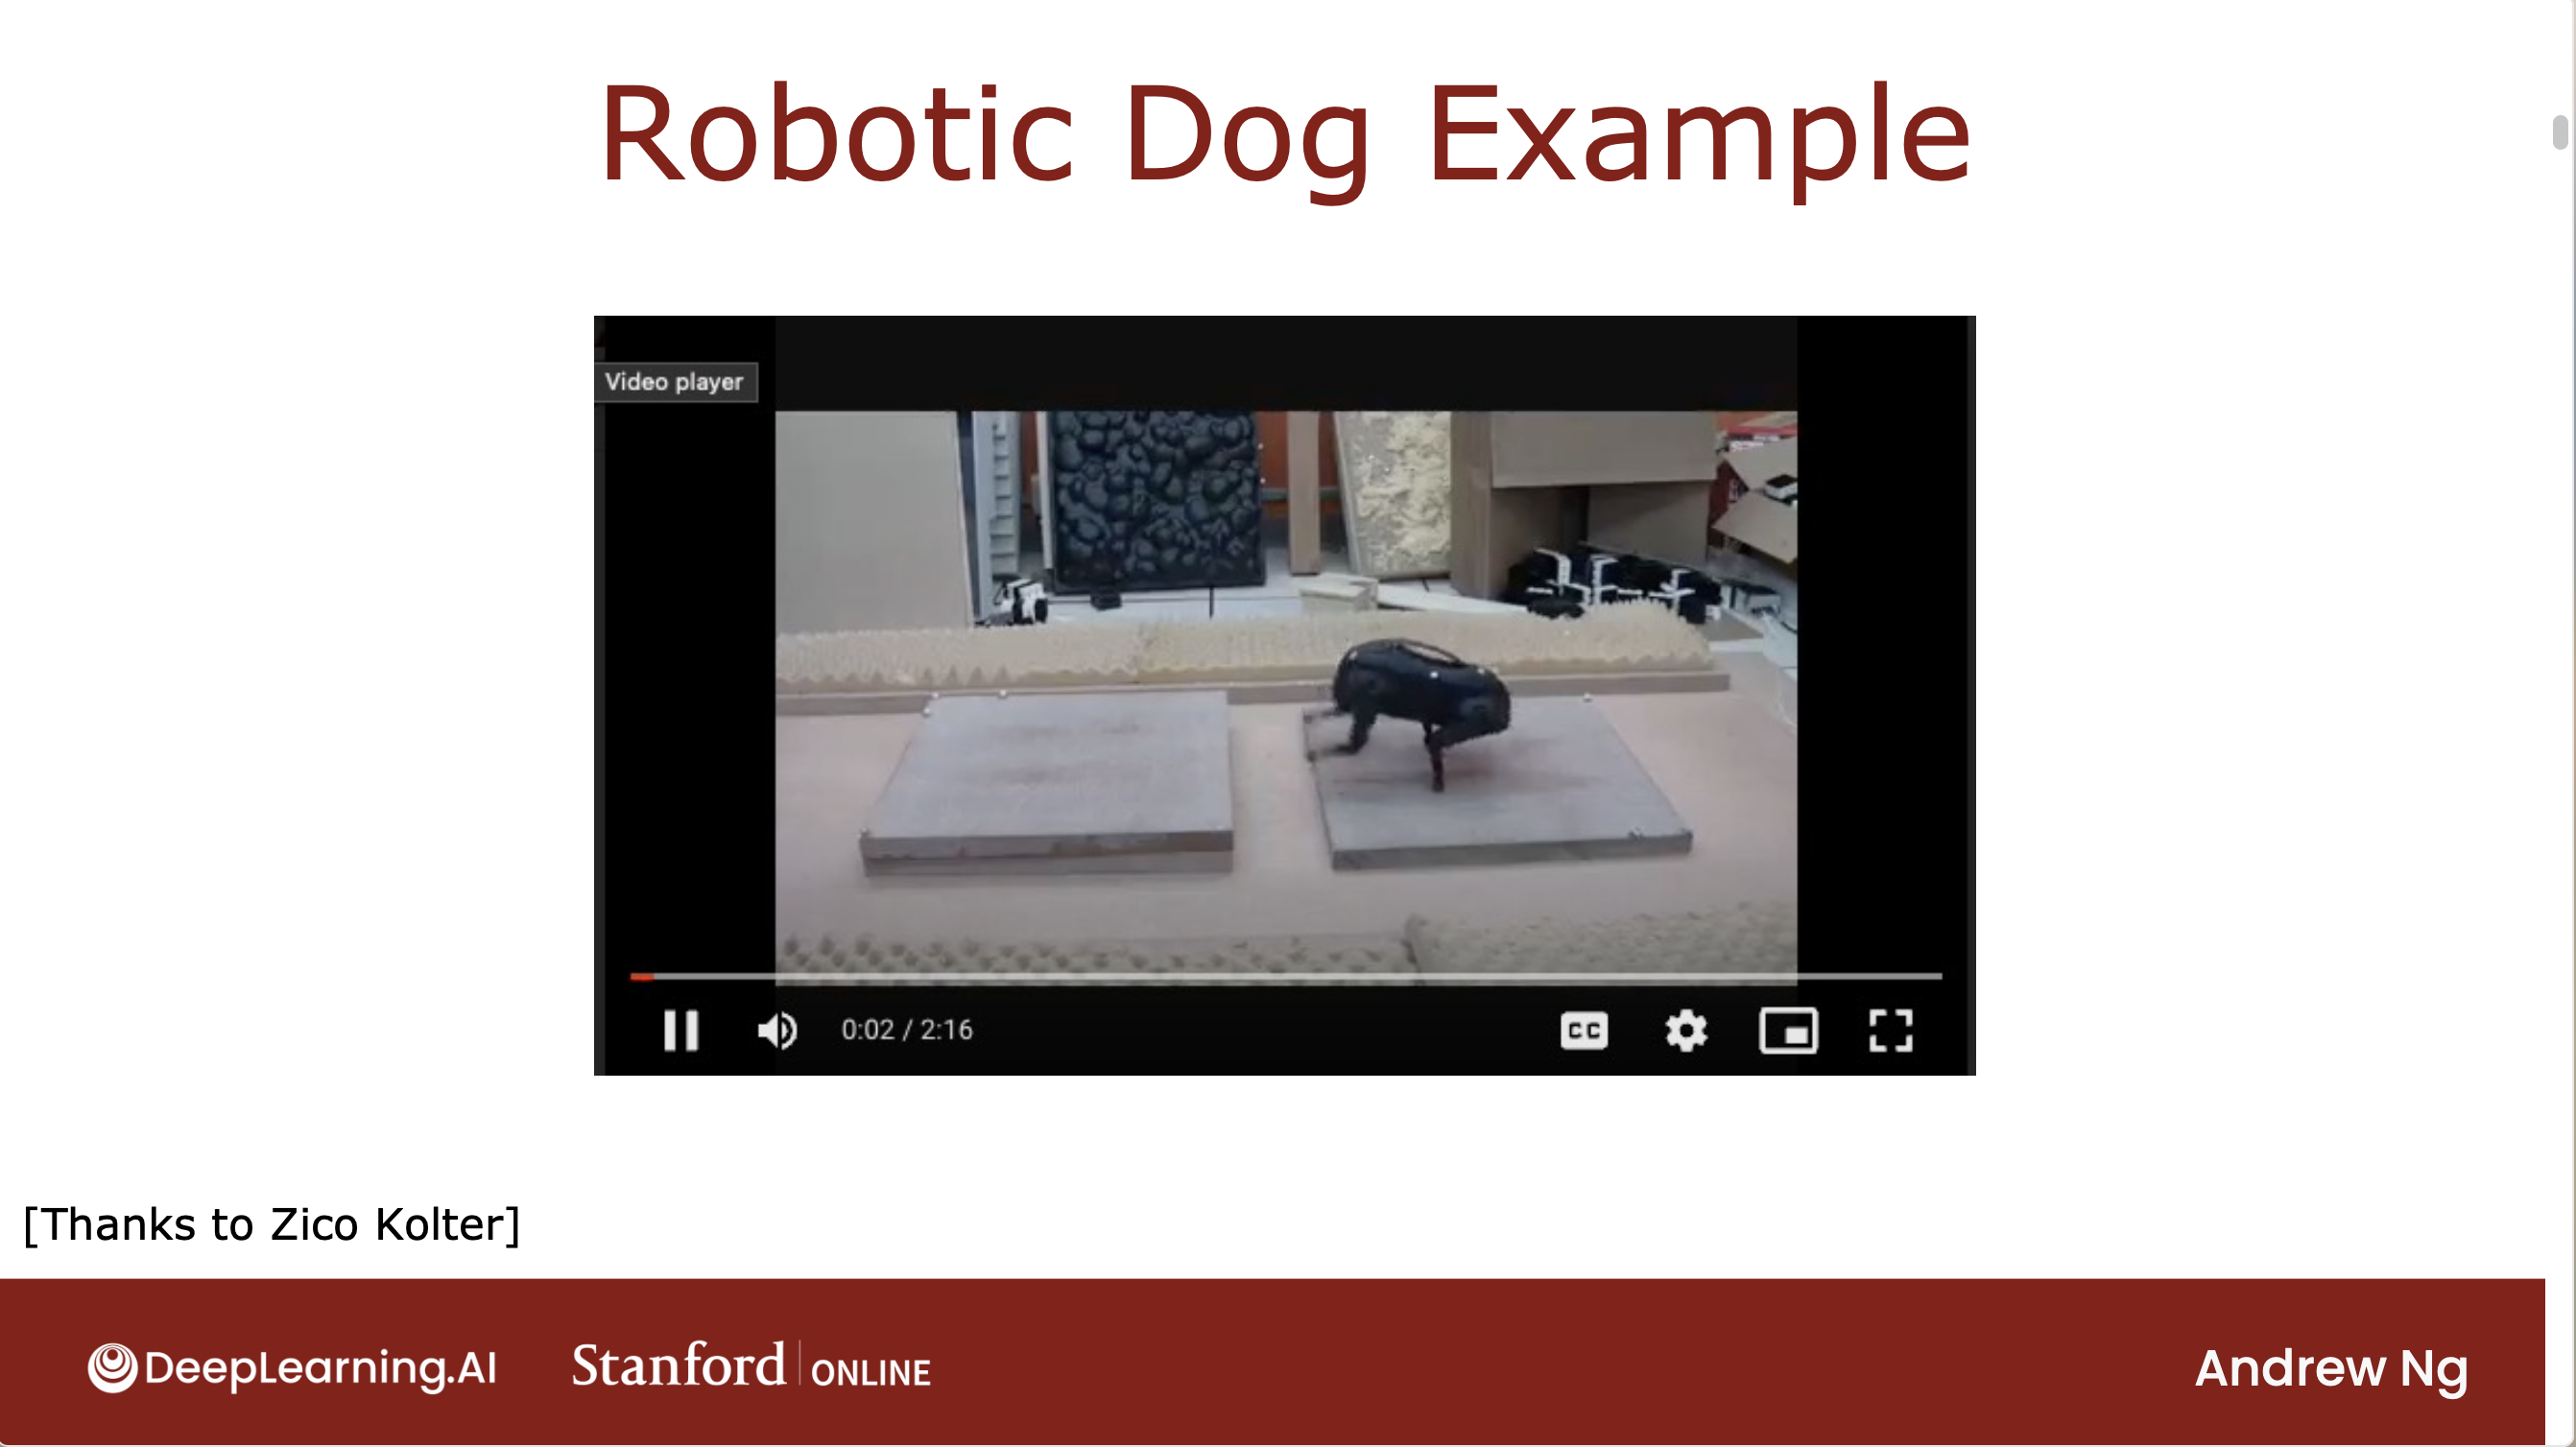 Robotic Dog Example
Video player
0:02 / 2:16
CC
[Thanks to Zico Kolter]
DeepLearning.AI
Stanford | ONLINE
Andrew Ng